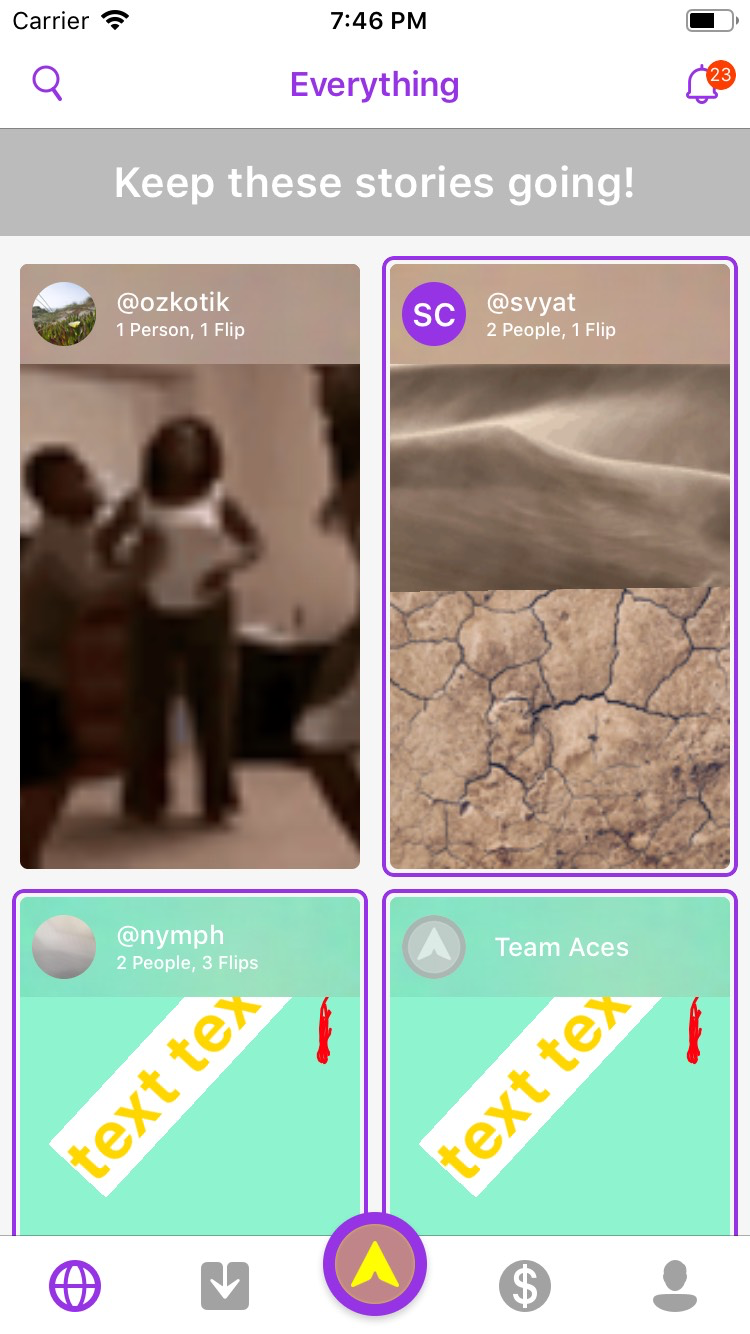 Carrier 7:46 PM
Everything
23
Keep these stories going!
@ozkotik
1 Person, 1 Flip
SC
@svyat
2 People, 1 Flip
@nymph
2 People, 3 Flips
Team Aces
text tex
text tex
$